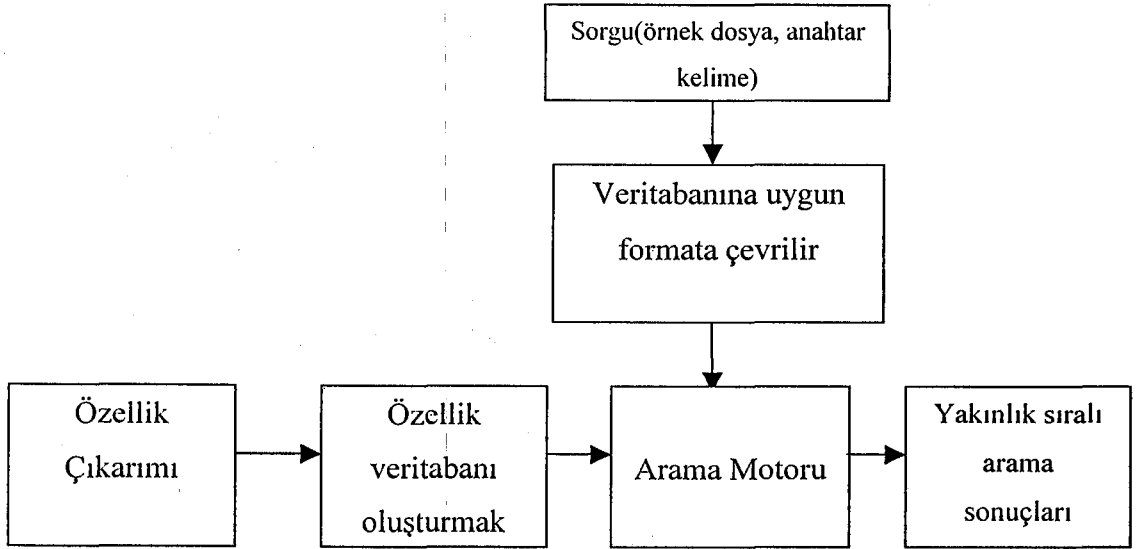 Sorgu(örnek dosya, anahtar
kelime)
Veritabanına uygun
formata çevrilir
Özellik
Çıkarımı
Özellik
veritabanı
oluşturmak
Arama Motoru
Yakınlık sıralı
arama
sonuçları